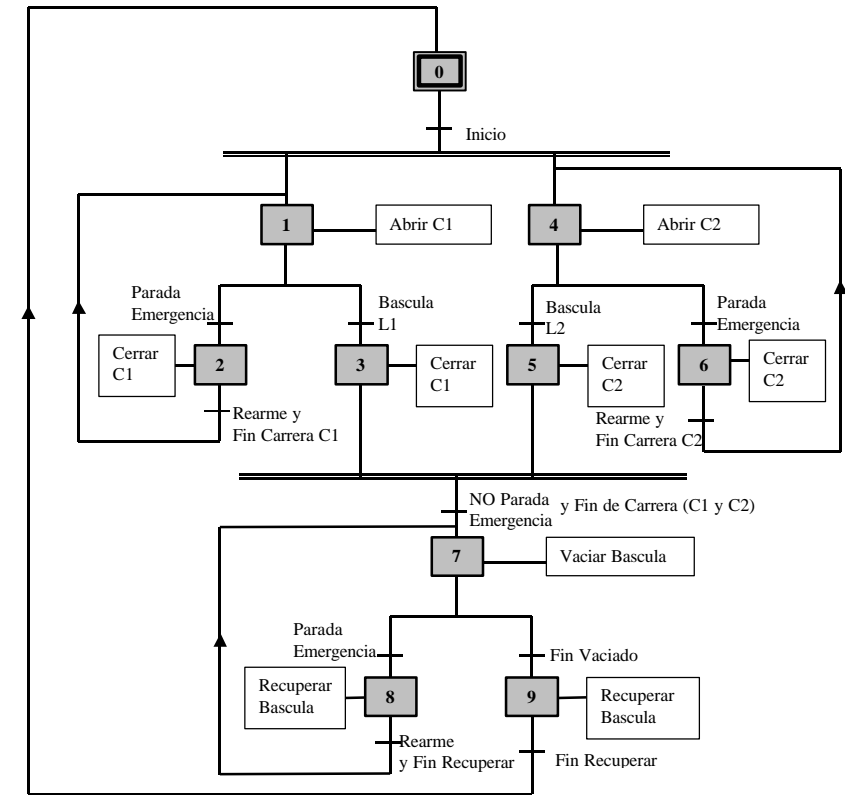 0
Inicio
1
Abrir C1
4
Abrir C2
Parada
Emergencia
Bascula
L1
Bascula
L2
Parada
Emergencia
Cerrar
C1
2
3
Cerrar
C1
5
Cerrar
C2
6
Cerrar
C2
Rearme y
Fin Carrera C1
Rearme y
Fin Carrera C2
NO Parada
Emergencia
y Fin de Carrera (C1 y C2)
7
Vaciar Bascula
Parada
Emergencia
Fin Vaciado
Recuperar
Bascula
8
9
Recuperar
Bascula
Rearme
y Fin Recuperar
Fin Recuperar